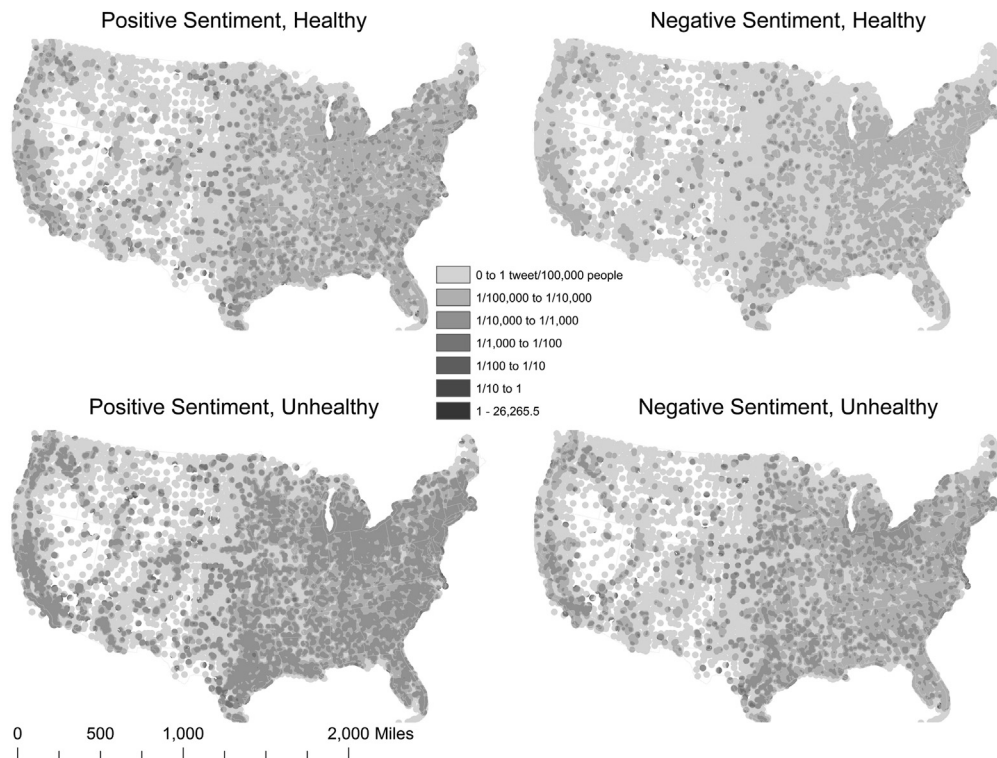 Positive Sentiment, Healthy
Negative Sentiment, Healthy
0 to 1 tweet/100,000 people
1/100,000 to 1/10,000
1/10,000 to 1/1,000
1/1,000 to 1/100
1/100 to 1/10
1/10 to 1
1 - 26,265.5
Positive Sentiment, Unhealthy
Negative Sentiment, Unhealthy
0 500 1,000 2,000 Miles